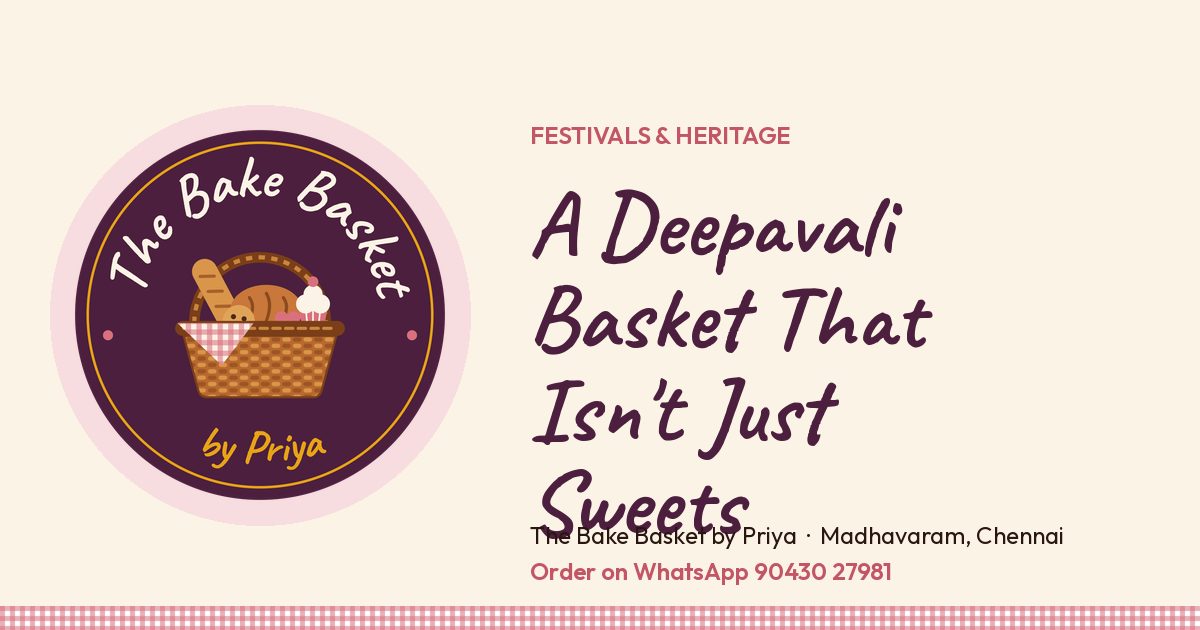 The Bake Basket
by Priya
FESTIVALS & HERITAGE
A Deepavali
Basket That
Isn't Just
Sweets
The Bake Basket by Priya · Madhavaram, Chennai
Order on WhatsApp 90430 27981